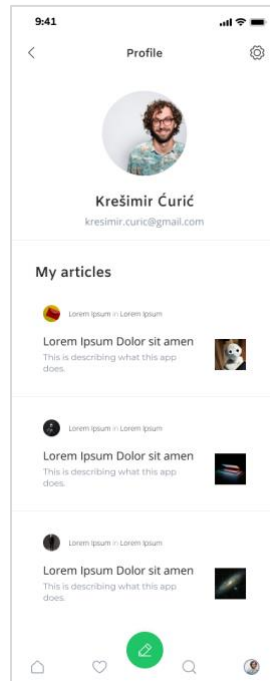 9:41
Profile
Krešimir Ćurić
kresimir.curic@gmail.com
My articles
Lorem Ipsum in Lorem Ipsum
Lorem Ipsum Dolor sit amen
This is describing what this app
does.
Lorem Ipsum in Lorem Ipsum
Lorem Ipsum Dolor sit amen
This is describing what this app
does.
Lorem Ipsum in Lorem Ipsum
Lorem Ipsum Dolor sit amen
This is describing what this app
does.